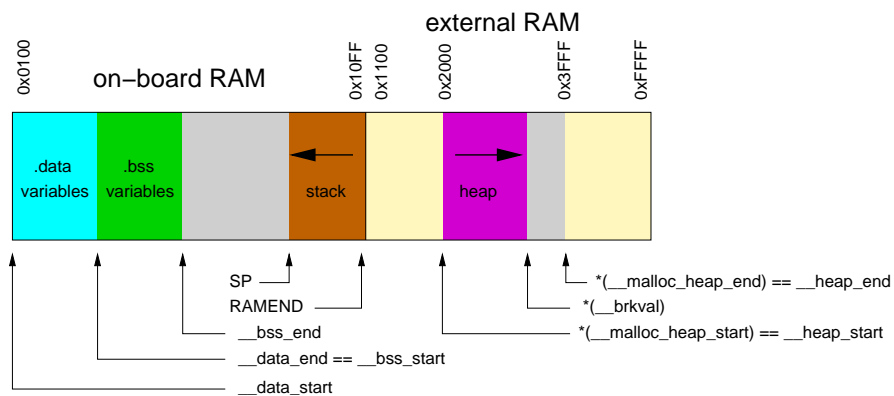 external RAM
on−board RAM
0x0100
0x10FF
0x1100
0x2000
0x3FFF
0xFFFF
.data
variables
.bss
variables
stack
heap
SP
RAMEND
__bss_end
__data_end == __bss_start
__data_start
*(__malloc_heap_end) == __heap_end
*(__brkval)
*(__malloc_heap_start) == __heap_start